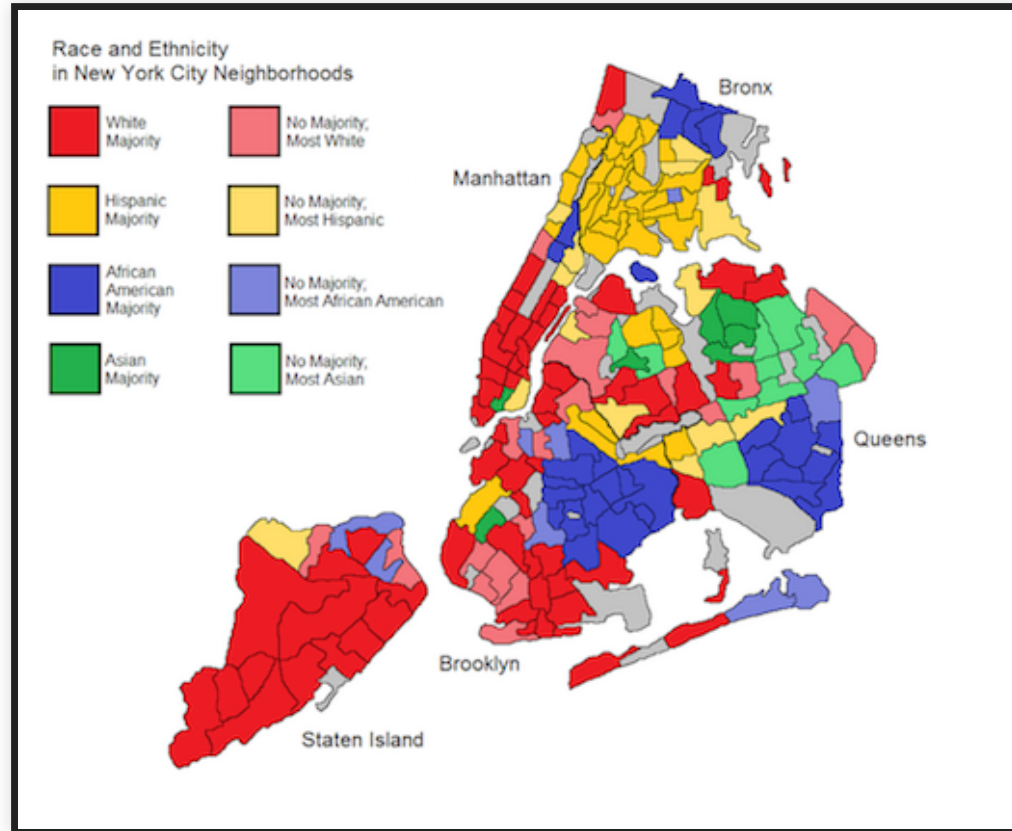 Race and Ethnicity
in New York City Neighborhoods
White
Majority
No Majority;
Most White
Hispanic
Majority
No Majority;
Most Hispanic
African
American
Majority
No Majority;
Most African American
Asian
Majority
No Majority;
Most Asian
Bronx
Manhattan
Queens
Brooklyn
Staten Island